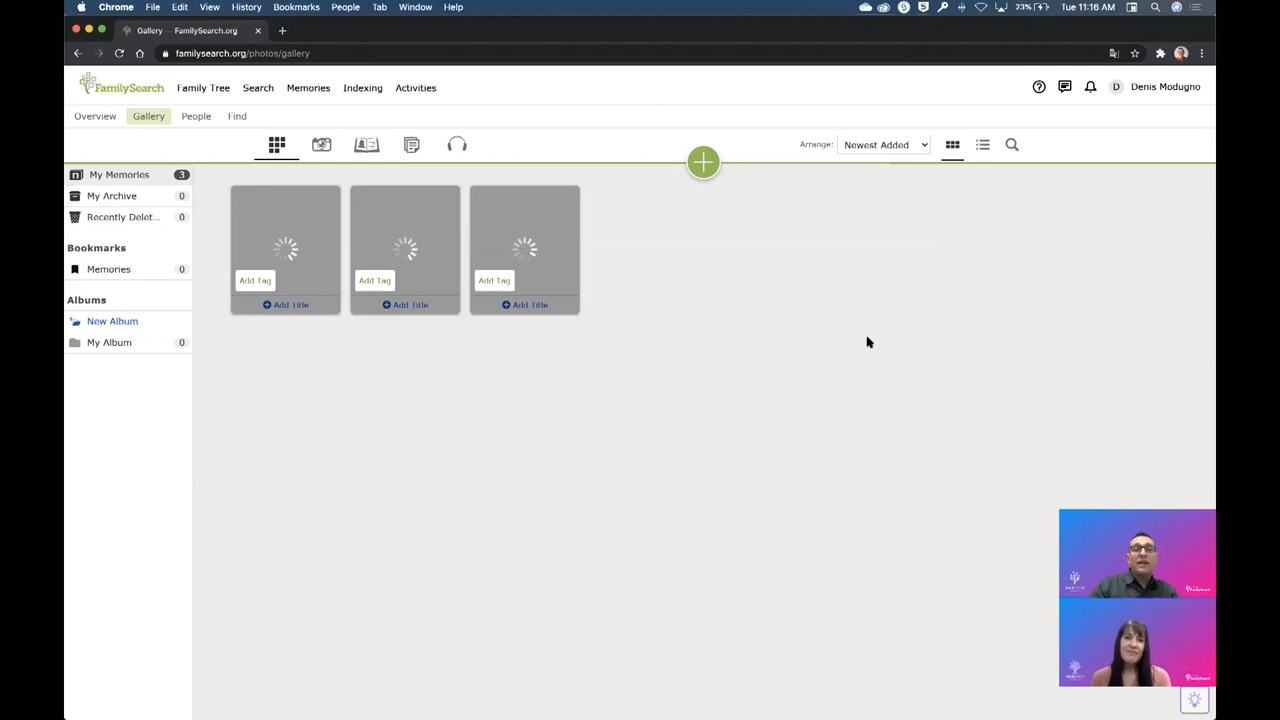 Chrome File Edit View History Bookmarks People Tab Window Help 23% Tue 11:16 AM
Gallery — FamilySearch.org
familysearch.org/photos/gallery
FamilySearch Family Tree Search Memories Indexing Activities D Denis Modugno
Overview Gallery People Find
Arrange: Newest Added
My Memories 3
My Archive 0
Recently Delet... 0
Bookmarks
Memories 0
Albums
New Album
My Album 0
Add Tag Add Tag Add Tag
Add Title Add Title Add Title
FamilySearch
FamilySearch